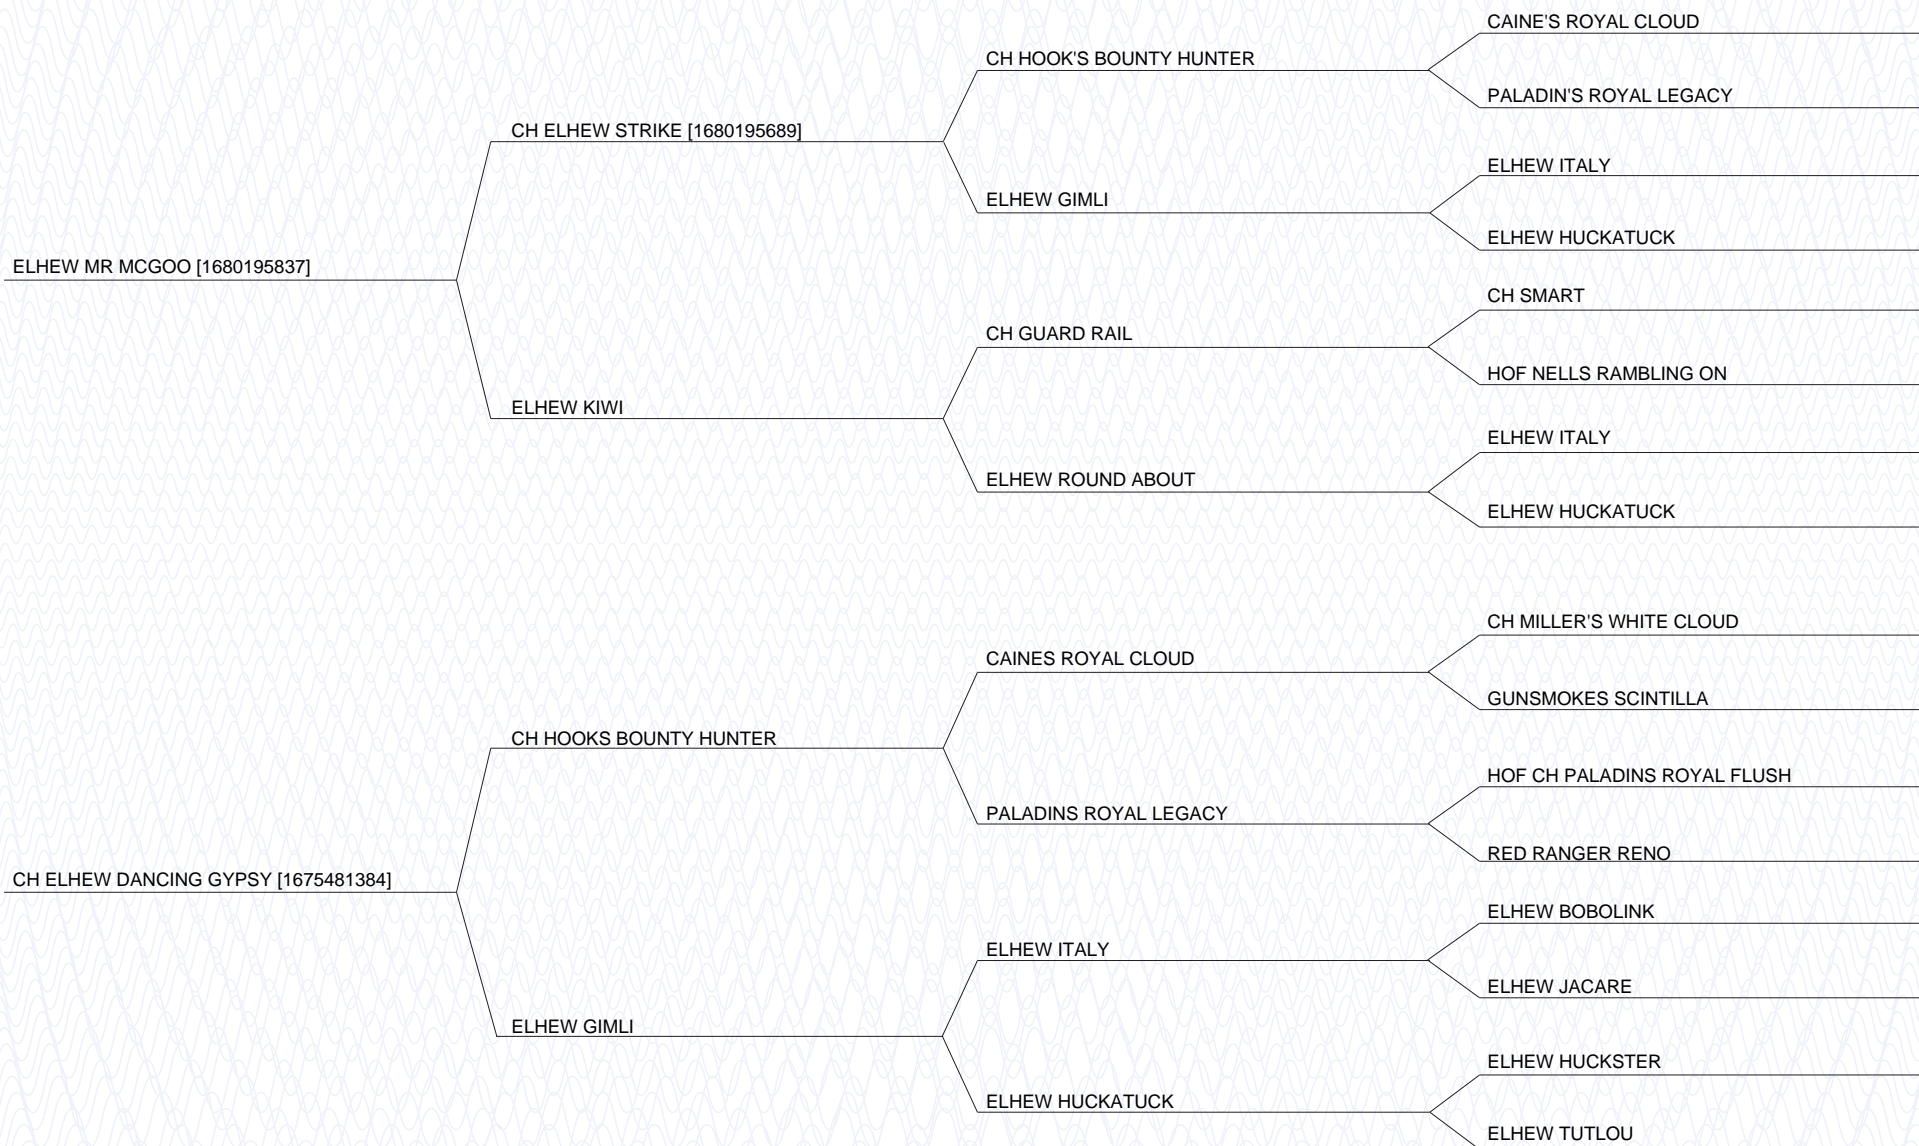 CAINE'S ROYAL CLOUD
CH HOOK'S BOUNTY HUNTER
PALADIN'S ROYAL LEGACY
CH ELHEW STRIKE [1680195689]
ELHEW ITALY
ELHEW GIMLI
ELHEW HUCKATUCK
ELHEW MR MCGOO [1680195837]
CH SMART
CH GUARD RAIL
HOF NELLS RAMBLING ON
ELHEW KIWI
ELHEW ITALY
ELHEW ROUND ABOUT
ELHEW HUCKATUCK
CH MILLER'S WHITE CLOUD
CAINES ROYAL CLOUD
GUNSMOKES SCINTILLA
CH HOOKS BOUNTY HUNTER
HOF CH PALADINS ROYAL FLUSH
PALADINS ROYAL LEGACY
RED RANGER RENO
CH ELHEW DANCING GYPSY [1675481384]
ELHEW BOBOLINK
ELHEW ITALY
ELHEW JACARE
ELHEW GIMLI
ELHEW HUCKSTER
ELHEW HUCKATUCK
ELHEW TUTLOU